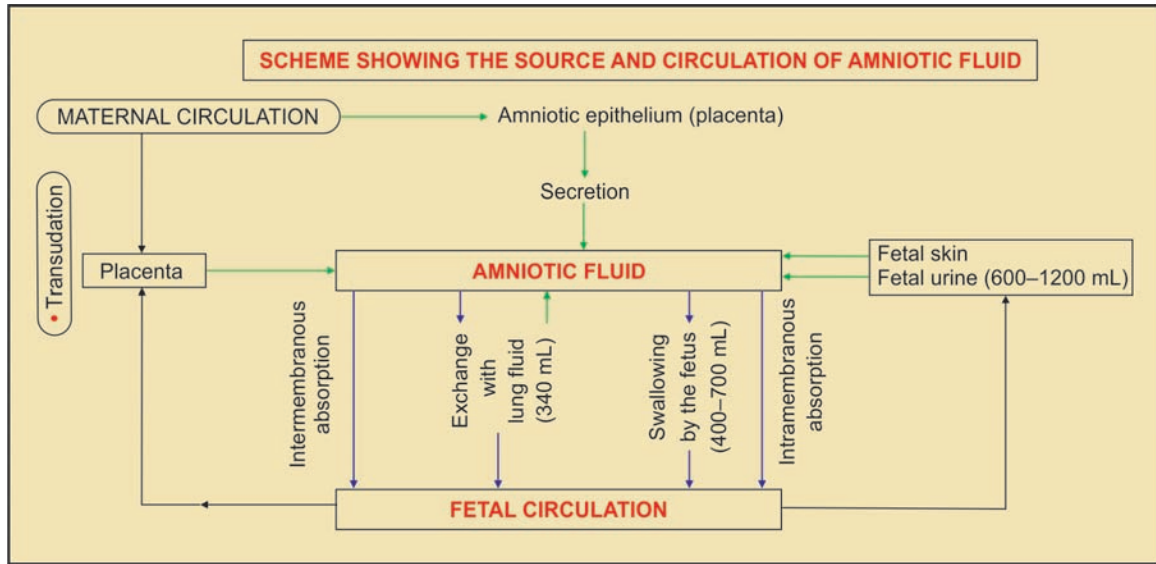 SCHEME SHOWING THE SOURCE AND CIRCULATION OF AMNIOTIC FLUID
MATERNAL CIRCULATION
Amniotic epithelium (placenta)
Secretion
• Transudation
Placenta
AMNIOTIC FLUID
Fetal skin
Fetal urine (600–1200 mL)
Intermembranous
absorption
Exchange
with
lung fluid
(340 mL)
Swallowing
by the fetus
(400–700 mL)
Intramembranous
absorption
FETAL CIRCULATION